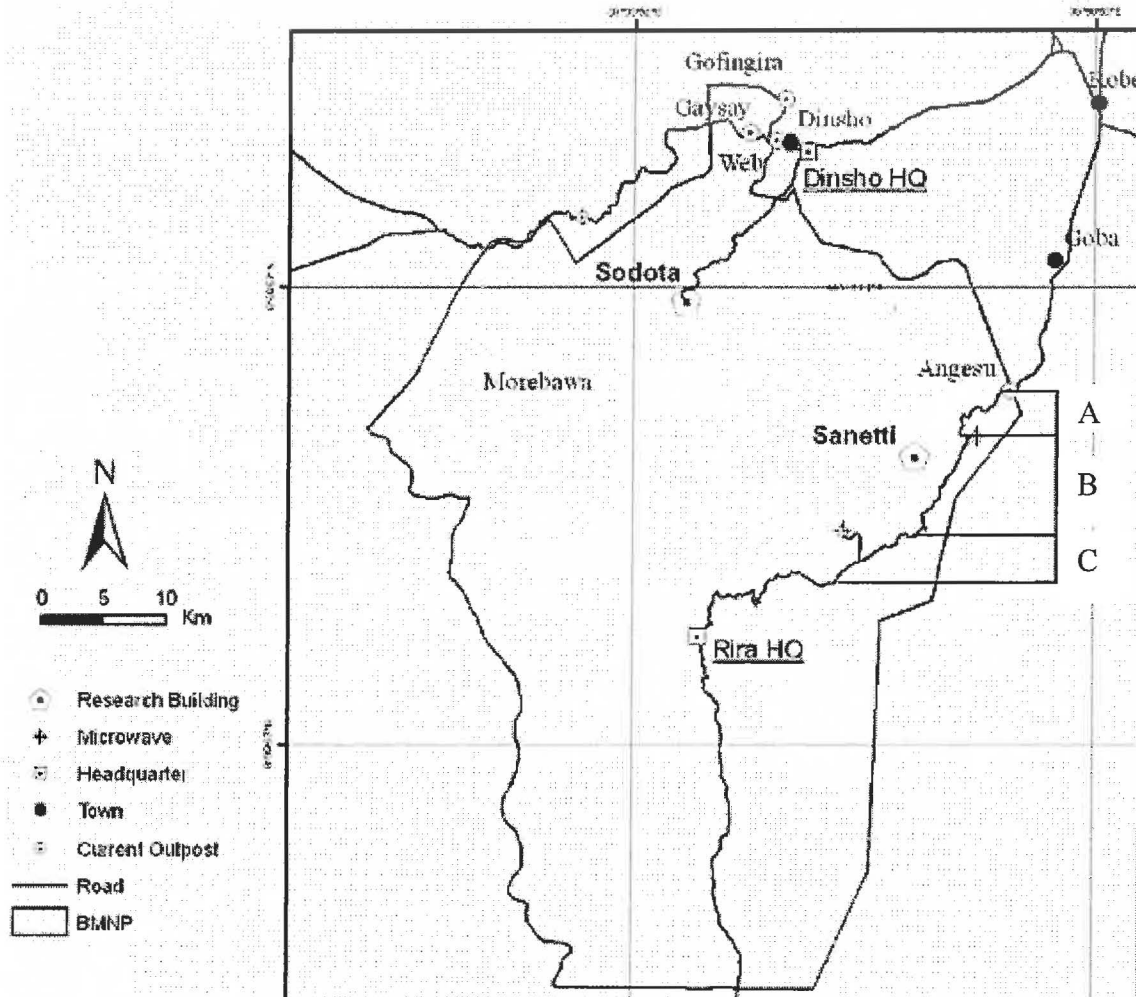 Gofingira
Kobe
Gaysay
Dinsho
Web
Dinsho HQ
Goba
Sodota
Angesu
Morebawa
A
Sanetti
B
N
C
0 5 10
Km
Rira HQ
Research Building
Microwave
Headquarter
Town
Current Outpost
Road
BMNP